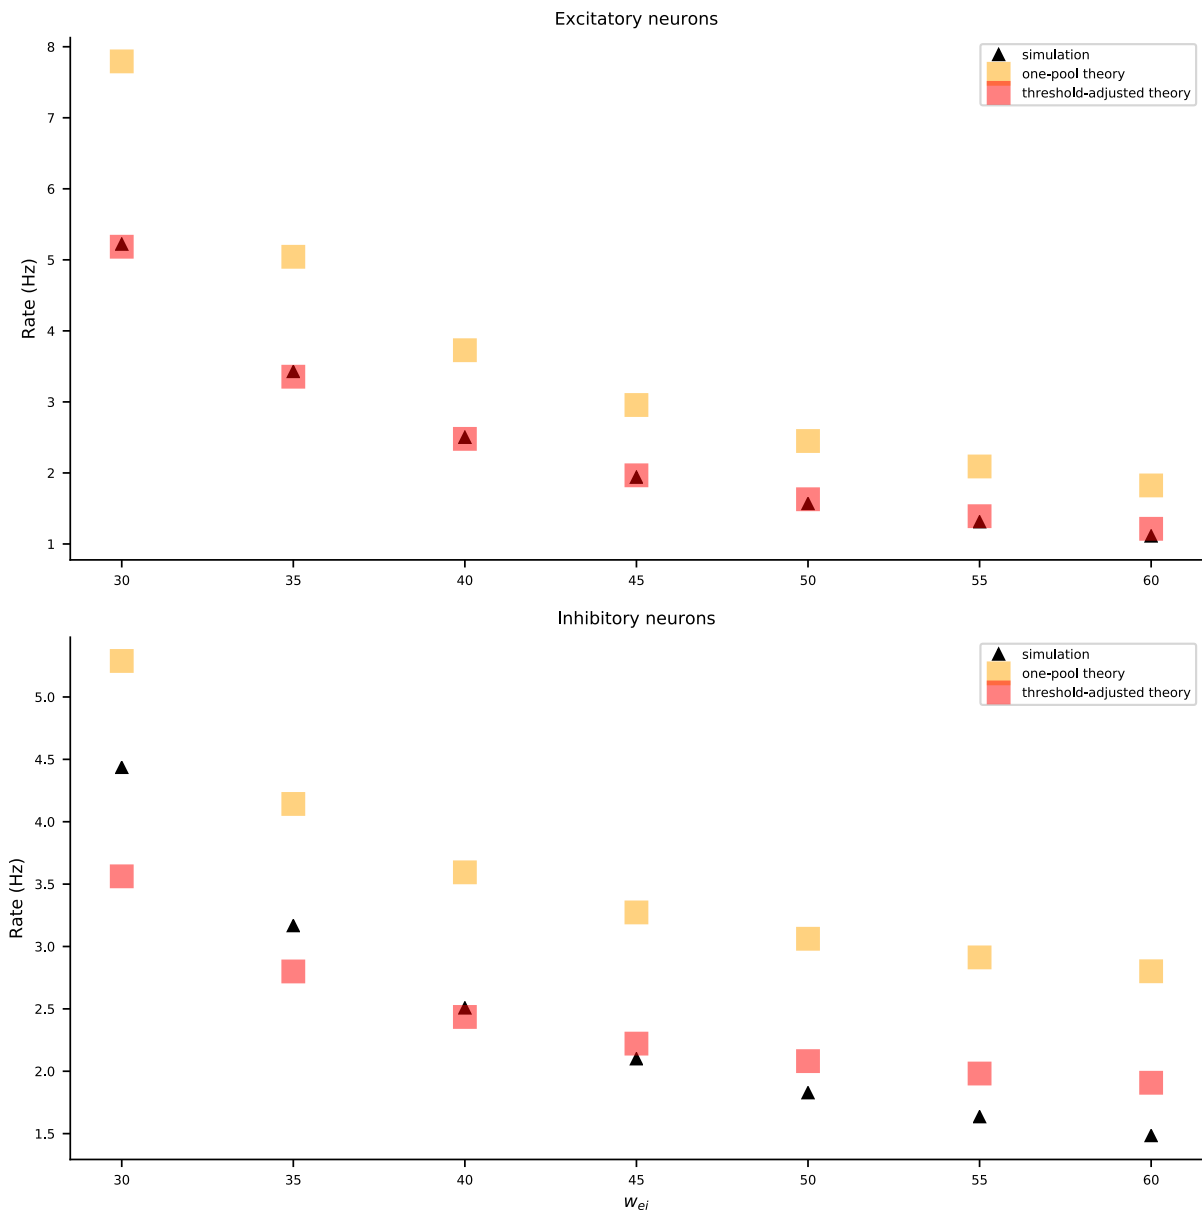 Excitatory neurons
simulation
one-pool theory
threshold-adjusted theory
Rate (Hz)
8
7
6
5
4
3
2
1
30 35 40 45 50 55 60
Inhibitory neurons
simulation
one-pool theory
threshold-adjusted theory
Rate (Hz)
5.0
4.5
4.0
3.5
3.0
2.5
2.0
1.5
30 35 40 45 50 55 60
w_{ei}